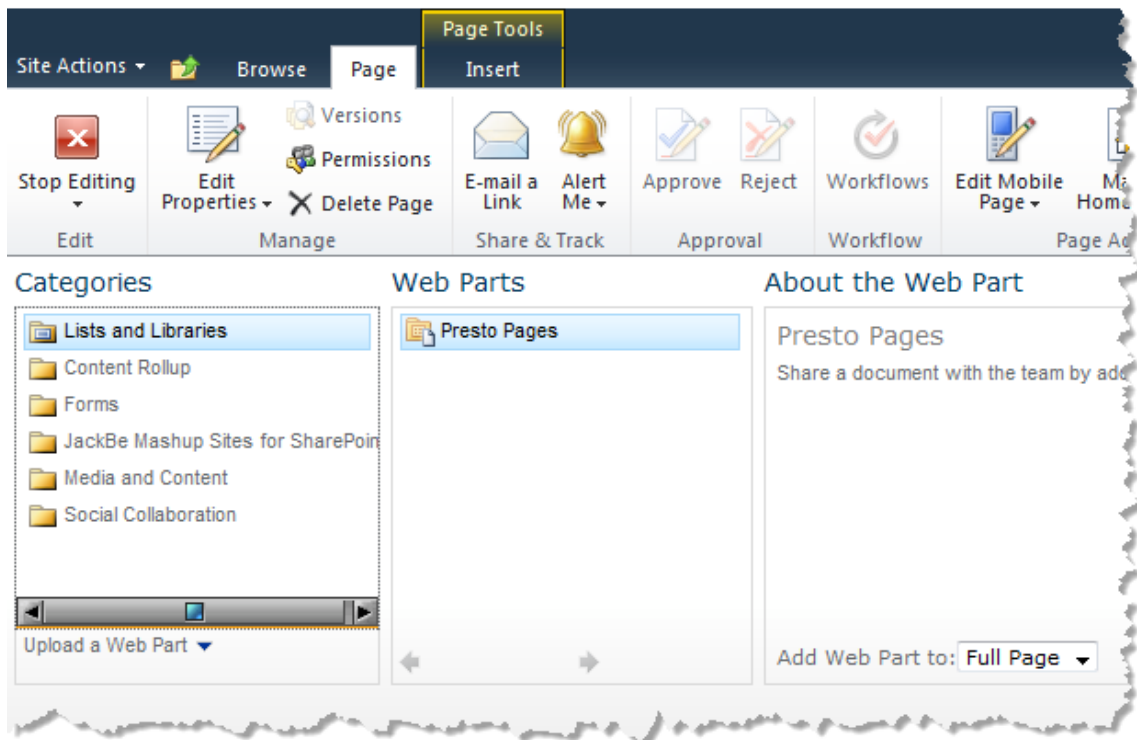 Page Tools
Site Actions Browse Page Insert
Versions
Permissions
Stop Editing Edit Properties Delete Page E-mail a Link Alert Me Approve Reject Workflows Edit Mobile Page
Edit Manage Share & Track Approval Workflow Page
Categories Web Parts About the Web Part
Lists and Libraries Presto Pages Presto Pages
Content Rollup Share a document with the team by
Forms
JackBe Mashup Sites for
Media and Content
Social Collaboration
Upload a Web Part
Add Web Part to: Full Page